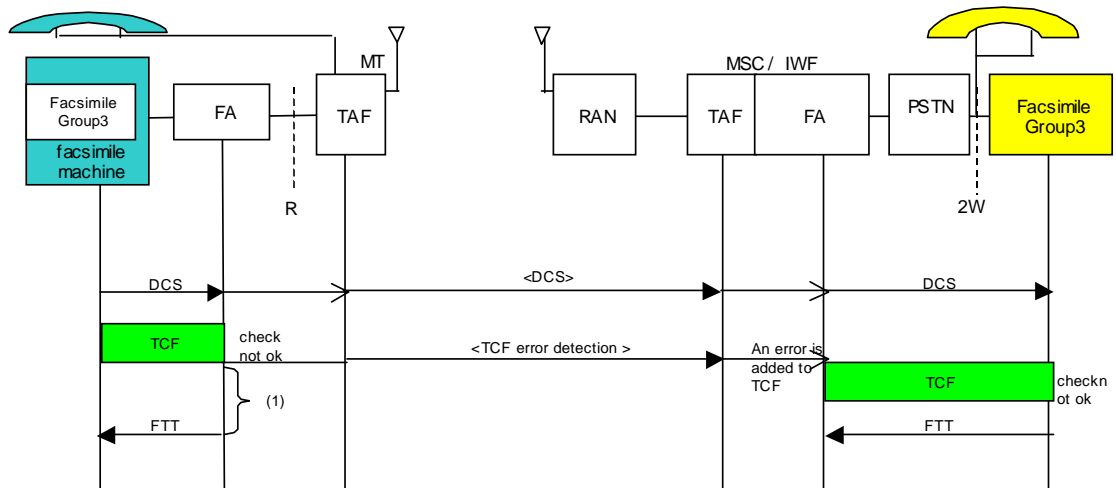 MT
MSC / IWF
Facsimile
Group3
facsimile
machine
FA
TAF
RAN
TAF
FA
PSTN
Facsimile
Group3
R
2W
DCS
<DCS>
DCS
TCF
check
not ok
<TCF error detection >
An error is
added to
TCF
TCF
checkn
ot ok
(1)
FTT
FTT